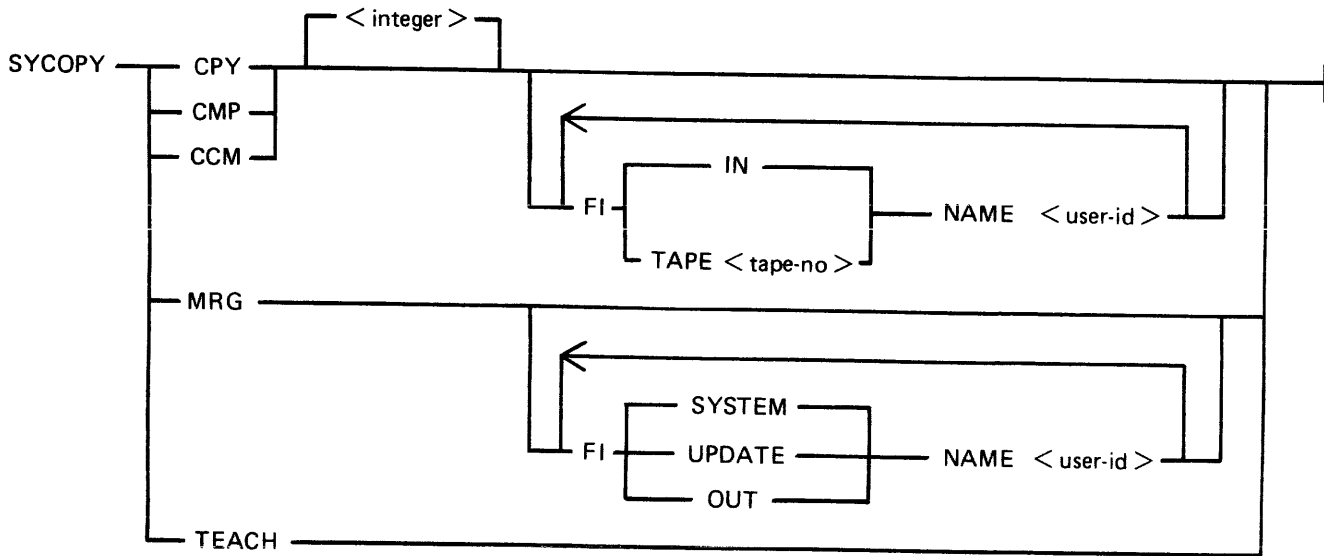 < integer >
SYCOPY CPY
CMP
CCM
IN
FI NAME < user-id >
TAPE < tape-no >
MRG
SYSTEM
FI UPDATE NAME < user-id >
OUT
TEACH